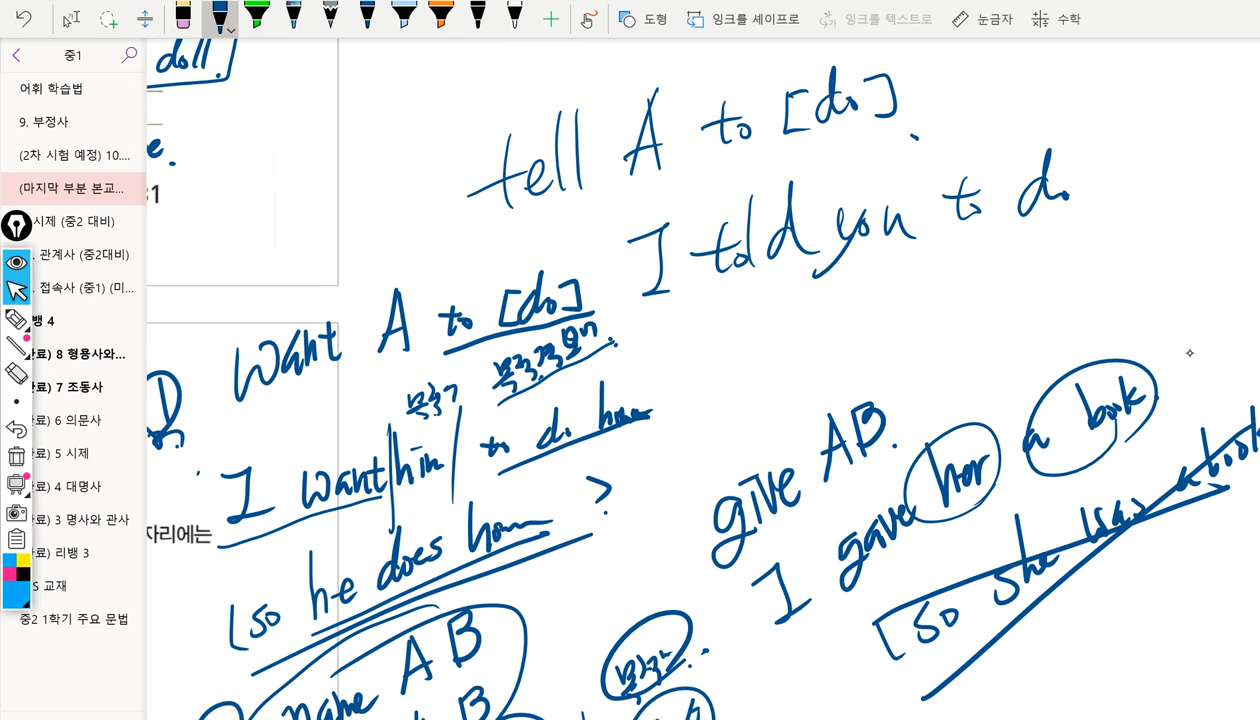 도형
잉크를 셰이프로
잉크를 텍스트로
눈금자
수학
중1
어휘 학습법
9. 부정사
(2차 시험 예정) 10....
(마지막 부분 본교...
시제 (중2 대비)
. 관계사 (중2대비)
. 접속사 (중1) (미...
뱅 4
료) 8 형용사와...
료) 7 조동사
료) 6 의문사
료) 5 시제
료) 4 대명사
료) 3 명사와 관사
료) 리뱅 3
S 교재
중2 1학기 주요 문법
doll.
e.
31
자리에는
tell A to [do].
I told you to do
want A to [do]
목적격 보어
목적어
I want him to do hom
(so he does hom
give AB.
I gave her a book
[so she has a book
name A B
B